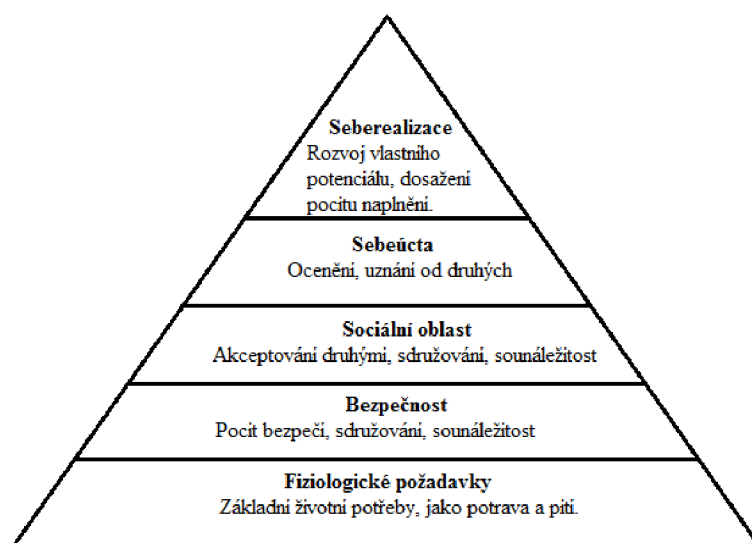 Seberealizace
Rozvoj vlastního
potenciálu, dosažení
pocitu naplnění.
Sebeúcta
Ocenění, uznání od druhých
Sociální oblast
Akceptování druhými, sdružování, sounáležitost
Bezpečnost
Pocit bezpečí, sdružování, sounáležitost
Fiziologické požadavky
Základní životní potřeby, jako potrava a pití.